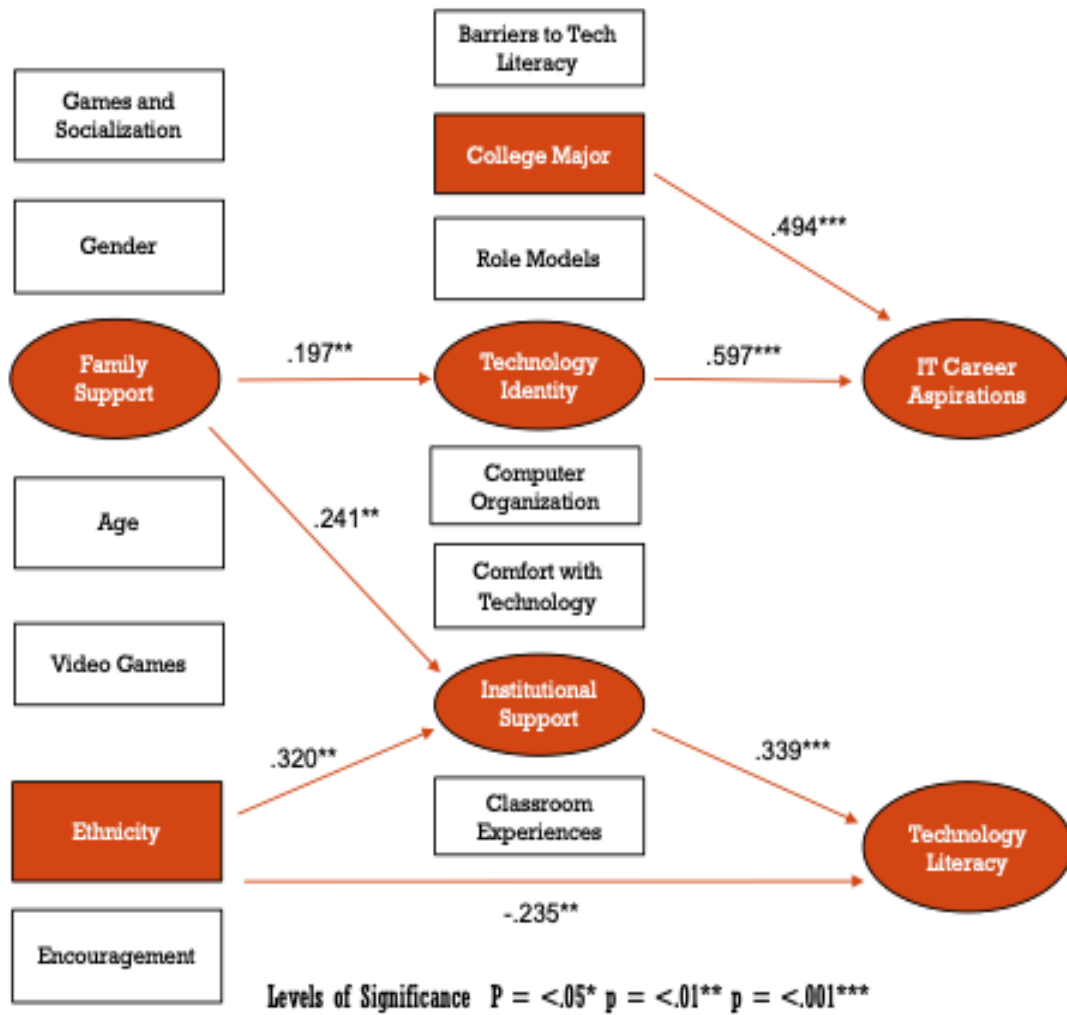 Barriers to Tech
Literacy
Games and
Socialization
College Major
.494***
Gender
Role Models
Family
Support
.197**
Technology
Identity
.597***
IT Career
Aspirations
Computer
Organization
Age
.241**
Comfort with
Technology
Video Games
Institutional
Support
.320**
.339***
Ethnicity
Classroom
Experiences
Technology
Literacy
-.235**
Encouragement
Levels of Significance P = <.05* p = <.01** p = <.001***